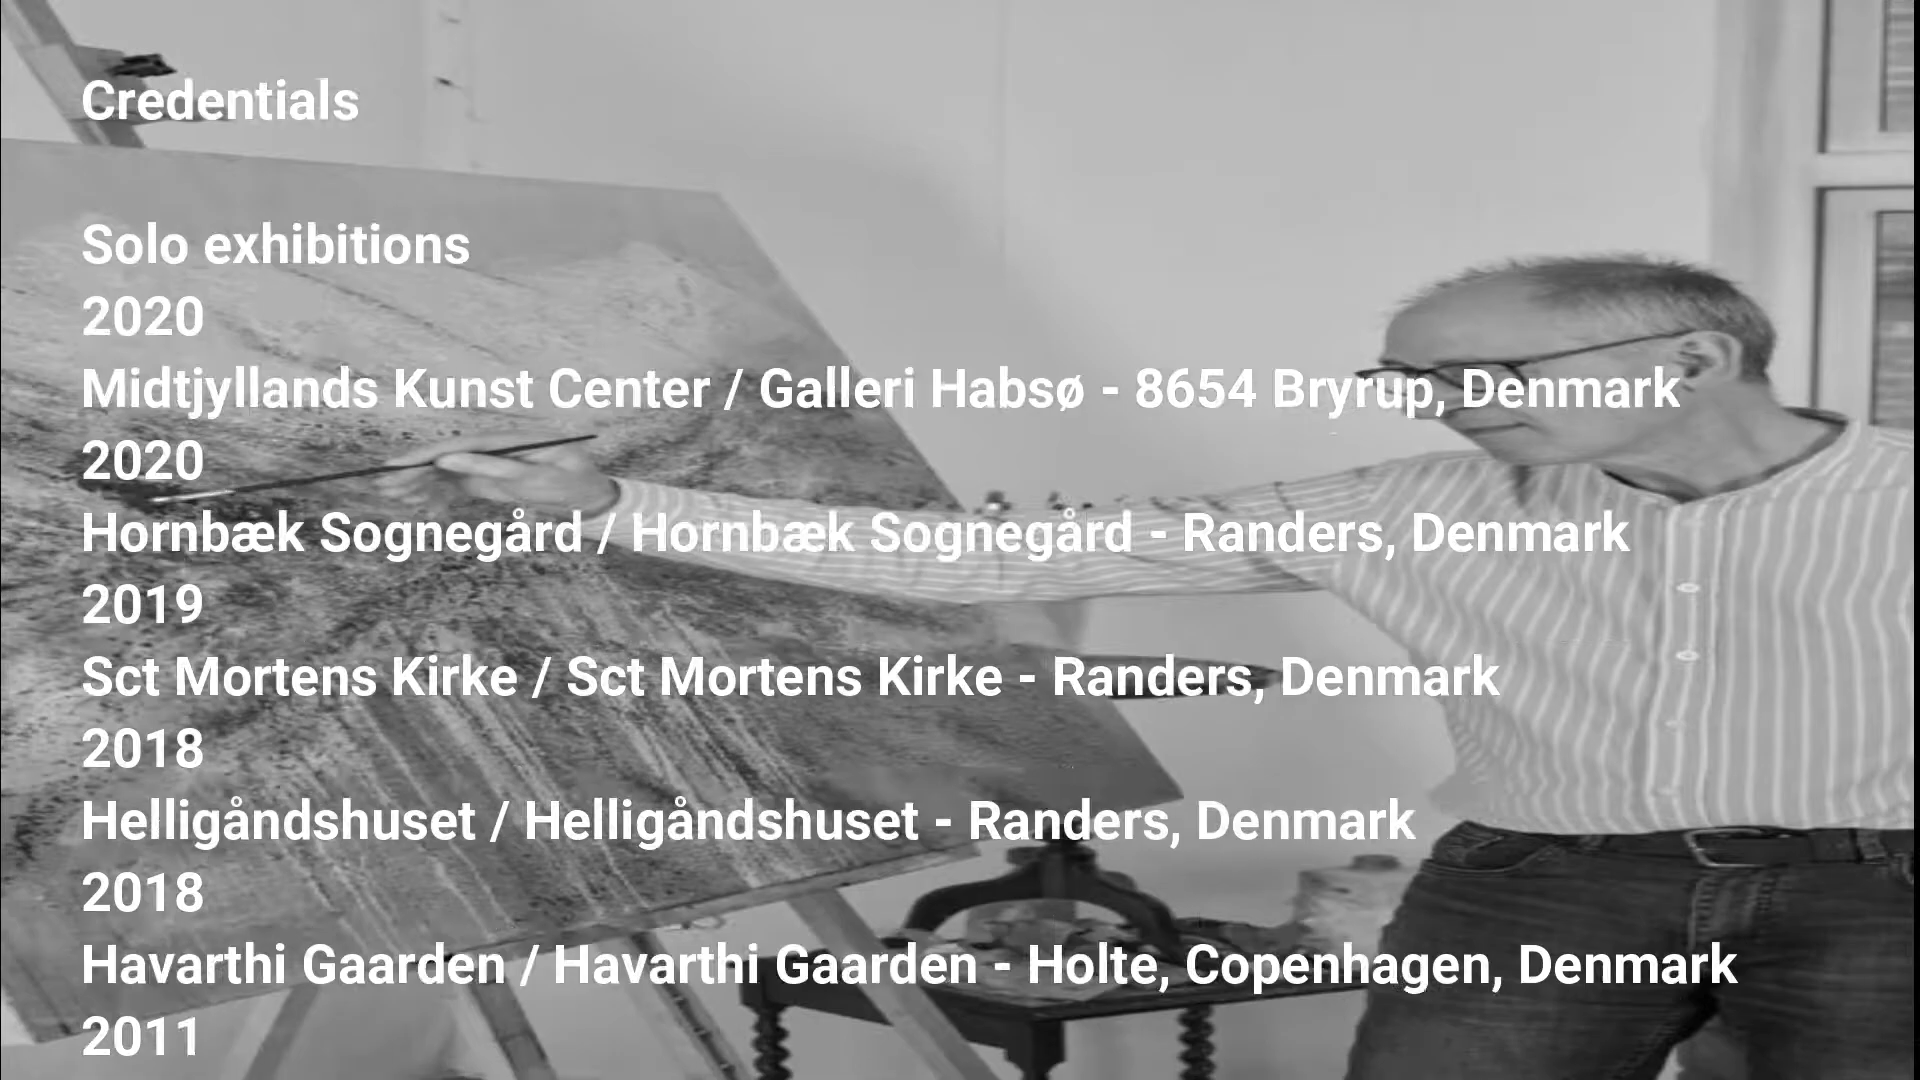 Credentials
Solo exhibitions
2020
Midtjyllands Kunst Center / Galleri Habsø - 8654 Bryrup, Denmark
2020
Hornbæk Sognegård / Hornbæk Sognegård - Randers, Denmark
2019
Sct Mortens Kirke / Sct Mortens Kirke - Randers, Denmark
2018
Helligåndshuset / Helligåndshuset - Randers, Denmark
2018
Havarthi Gaarden / Havarthi Gaarden - Holte, Copenhagen, Denmark
2011